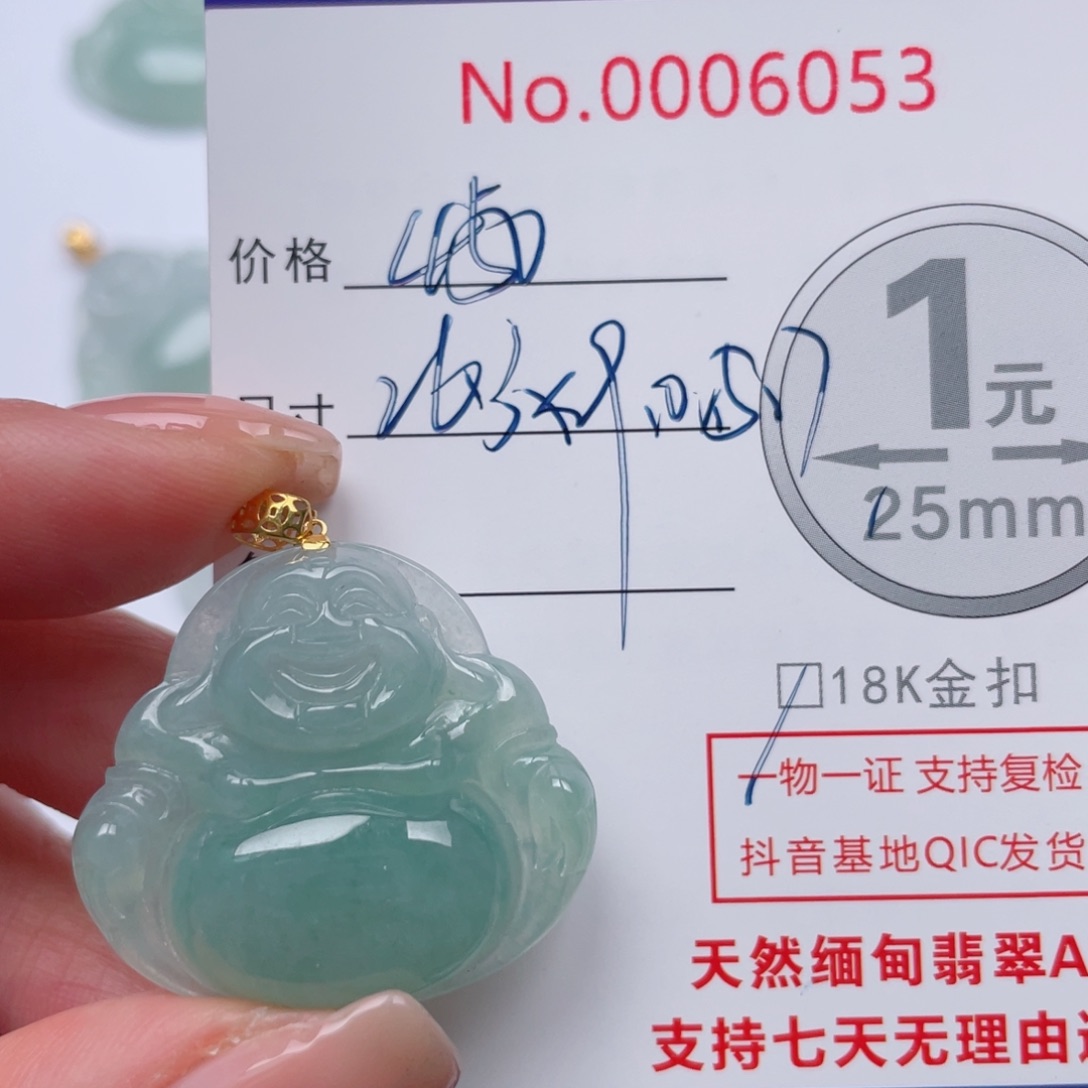 No.0006053
价格
尺寸
1元
25mm
18K金扣
一物一证 支持复检
抖音基地QIC发货
天然缅甸翡翠A
支持七天无理由